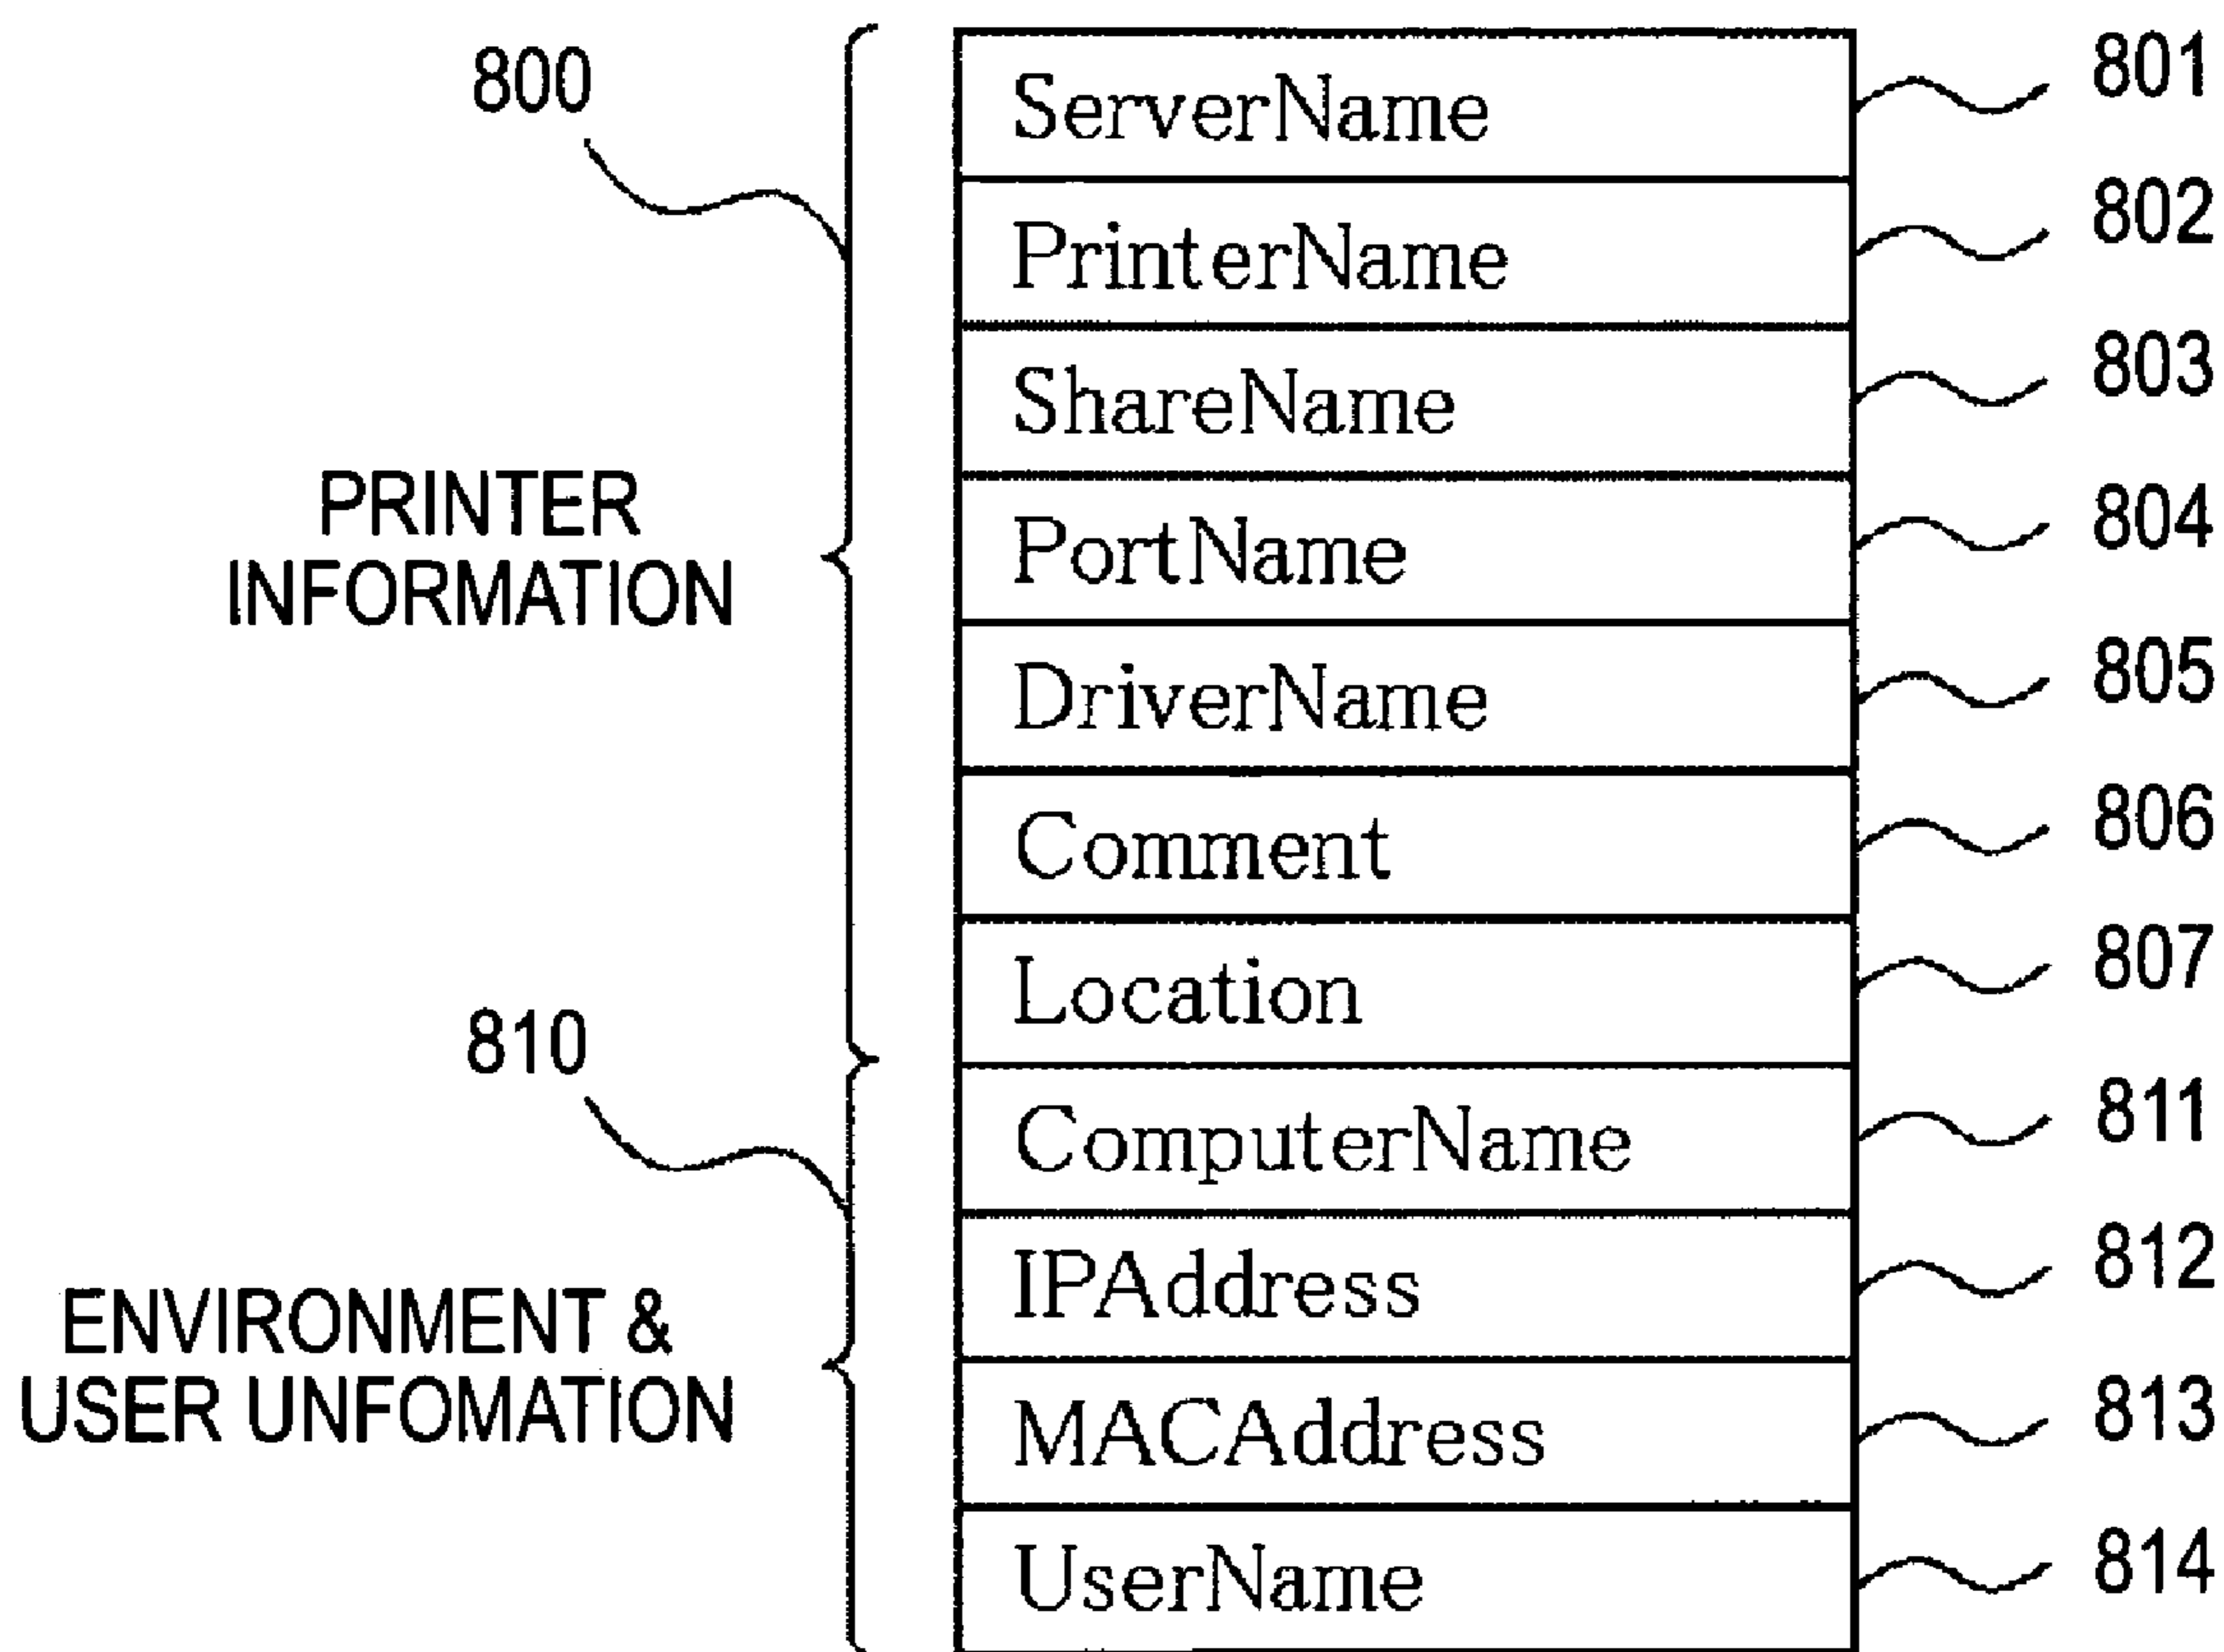 800
PRINTER
INFORMATION
810
ENVIRONMENT &
USER UNFOMATION
ServerName 801
PrinterName 802
ShareName 803
PortName 804
DriverName 805
Comment 806
Location 807
ComputerName 811
IPAddress 812
MACAddress 813
UserName 814